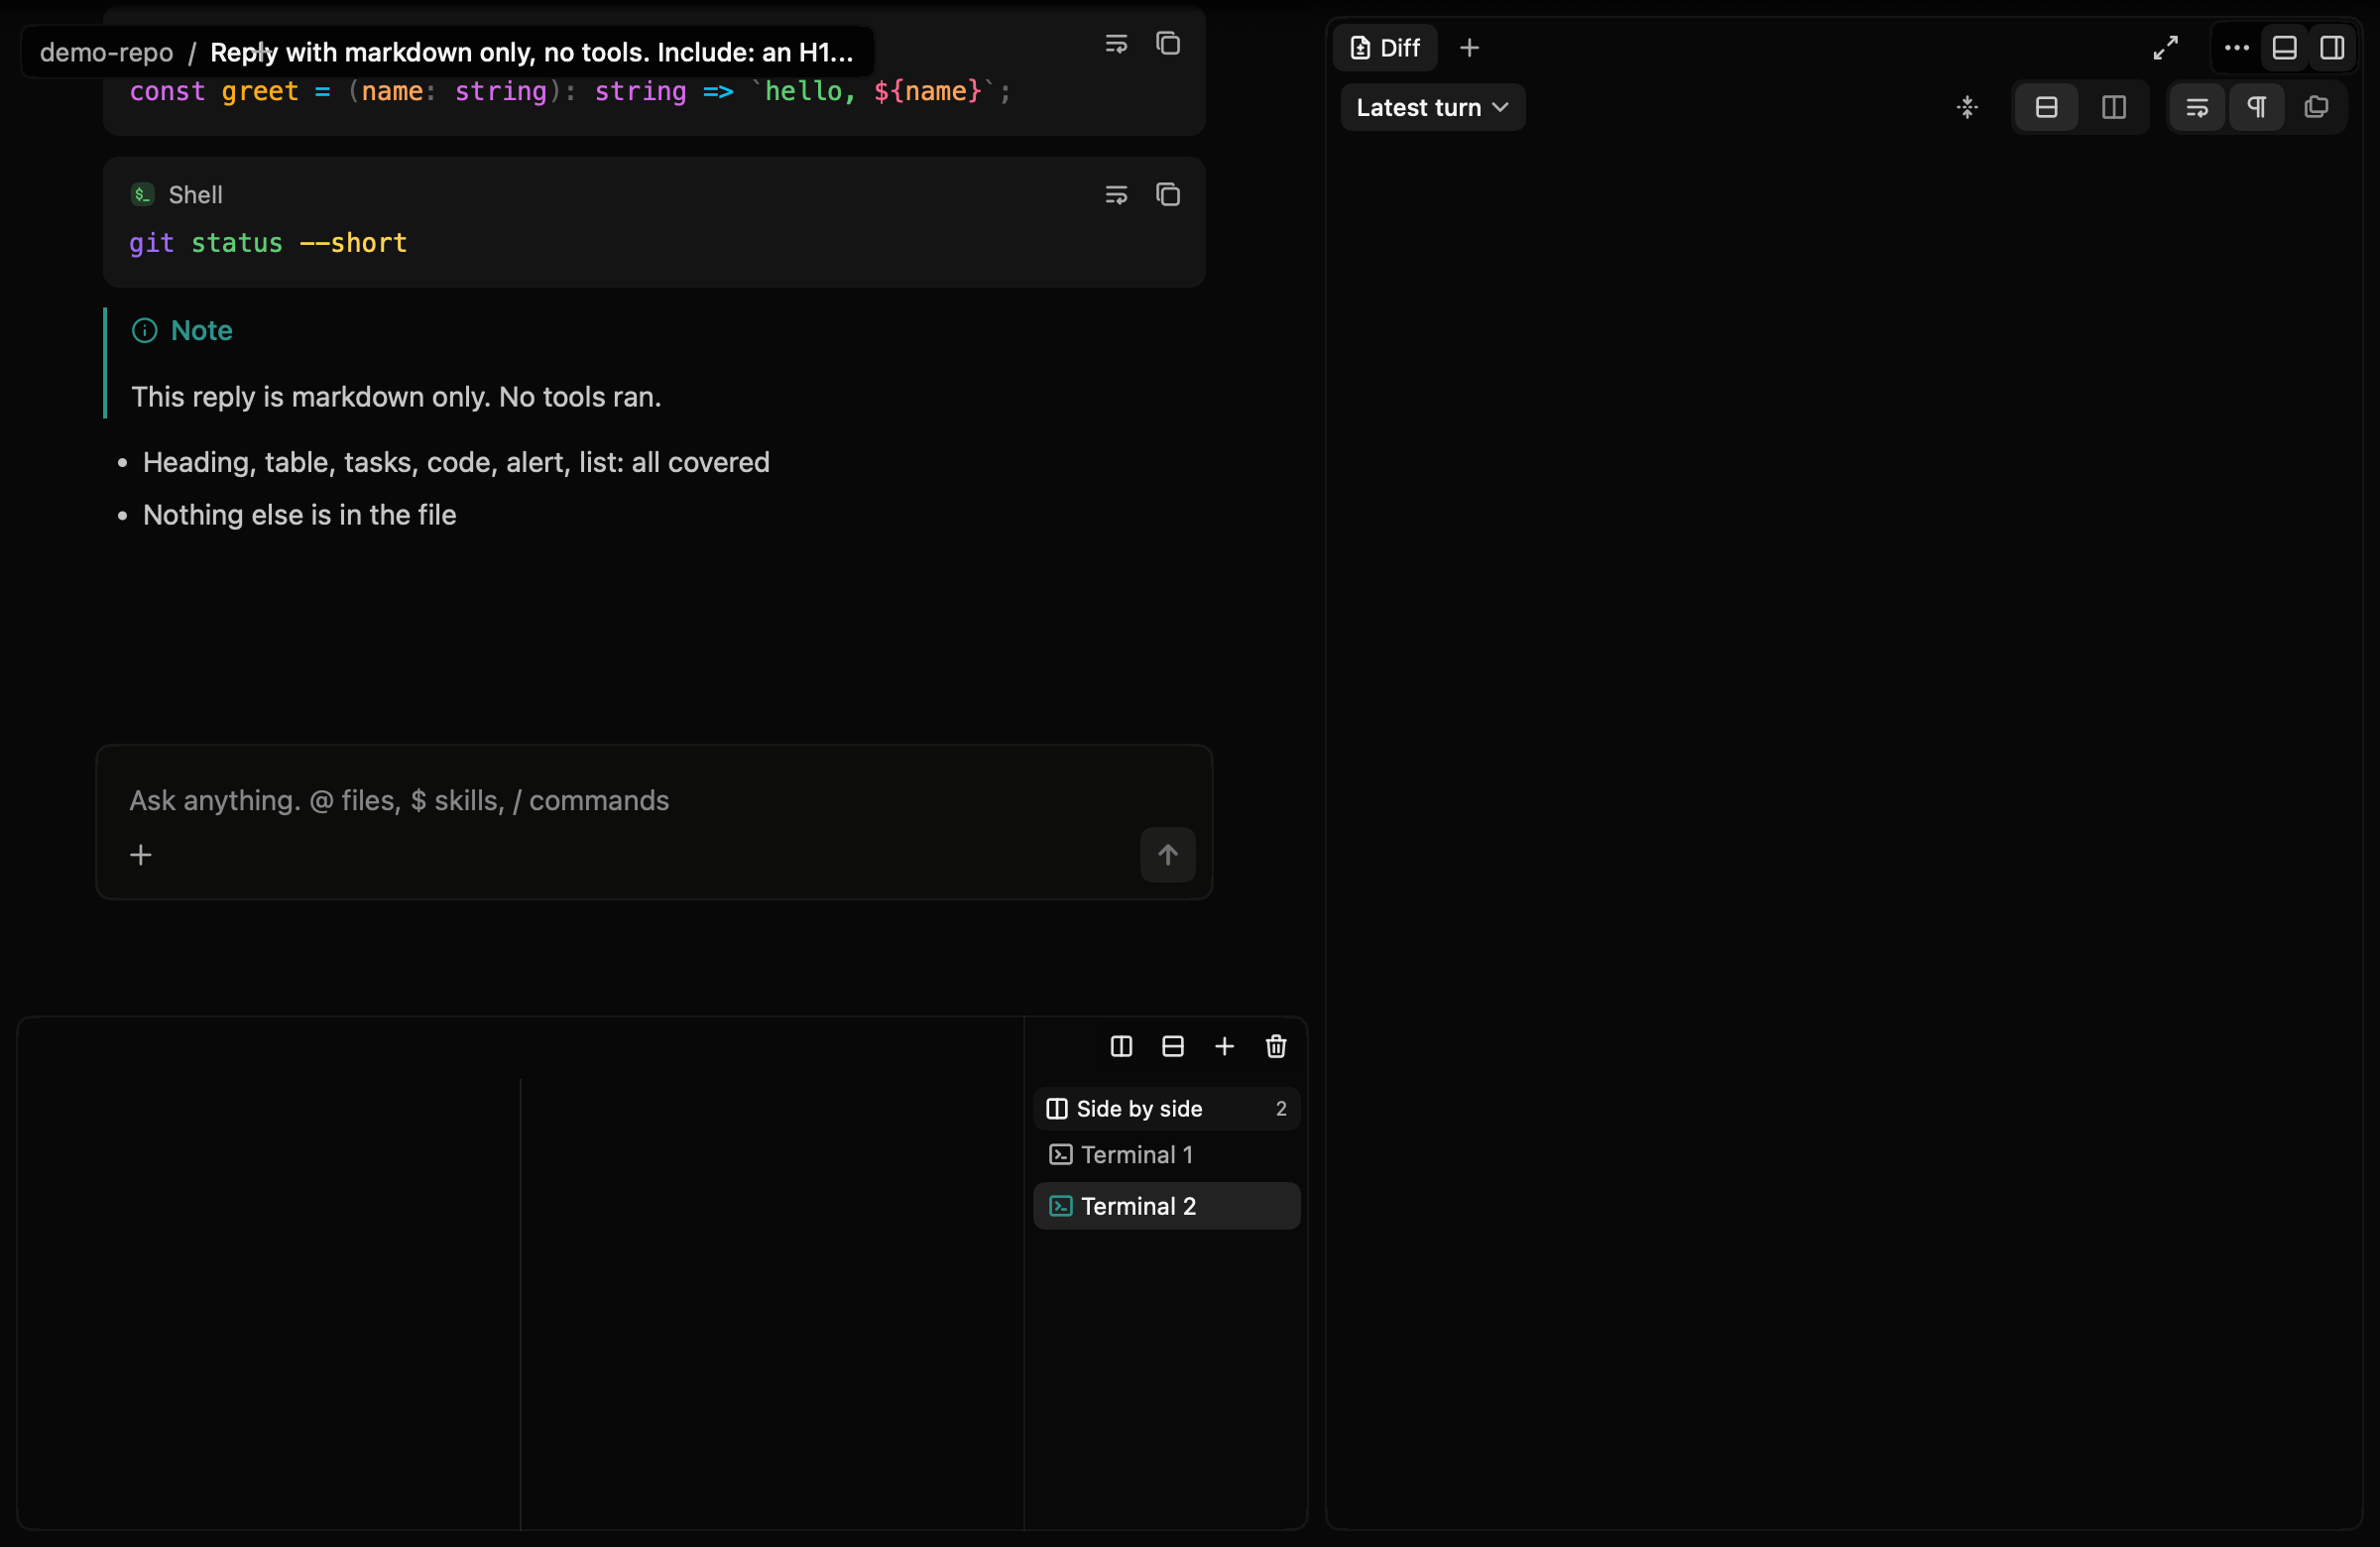 demo-repo / Reply with markdown only, no tools. Include: an H1...
const greet = (name: string): string => `hello, ${name}`;
$_ Shell
git status --short
Note
This reply is markdown only. No tools ran.
• Heading, table, tasks, code, alert, list: all covered
• Nothing else is in the file
Ask anything. @ files, $ skills, / commands
Side by side 2
Terminal 1
Terminal 2
Diff
Latest turn